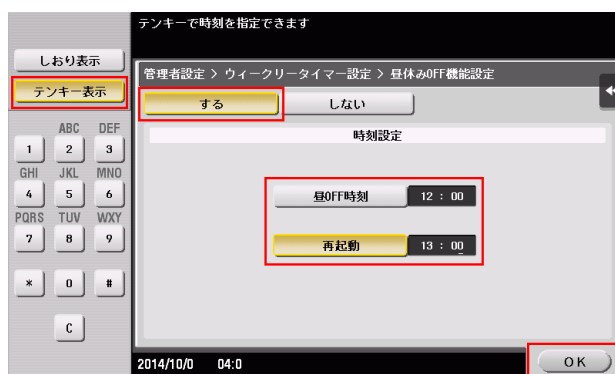 テンキーで時刻を指定できます
しおり表示
テンキー表示
管理者設定 > ウィークリータイマー設定 > 昼休みOFF機能設定
する
しない
時刻設定
ABC DEF
1 2 3
GHI JKL MNO
4 5 6
PQRS TUV WXY
7 8 9
* 0 #
C
昼OFF時刻 12 : 00
再起動 13 : 00
2014/10/0 04:0
OK